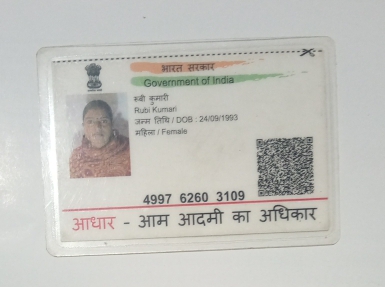 भारत सरकार
Government of India
कुमारी
Rubi Kumari
जन्म तिथि / DOB : 24/09/1993
महिला / Female
4997 6260 3109
आधार - आम आदमी का अधिकार